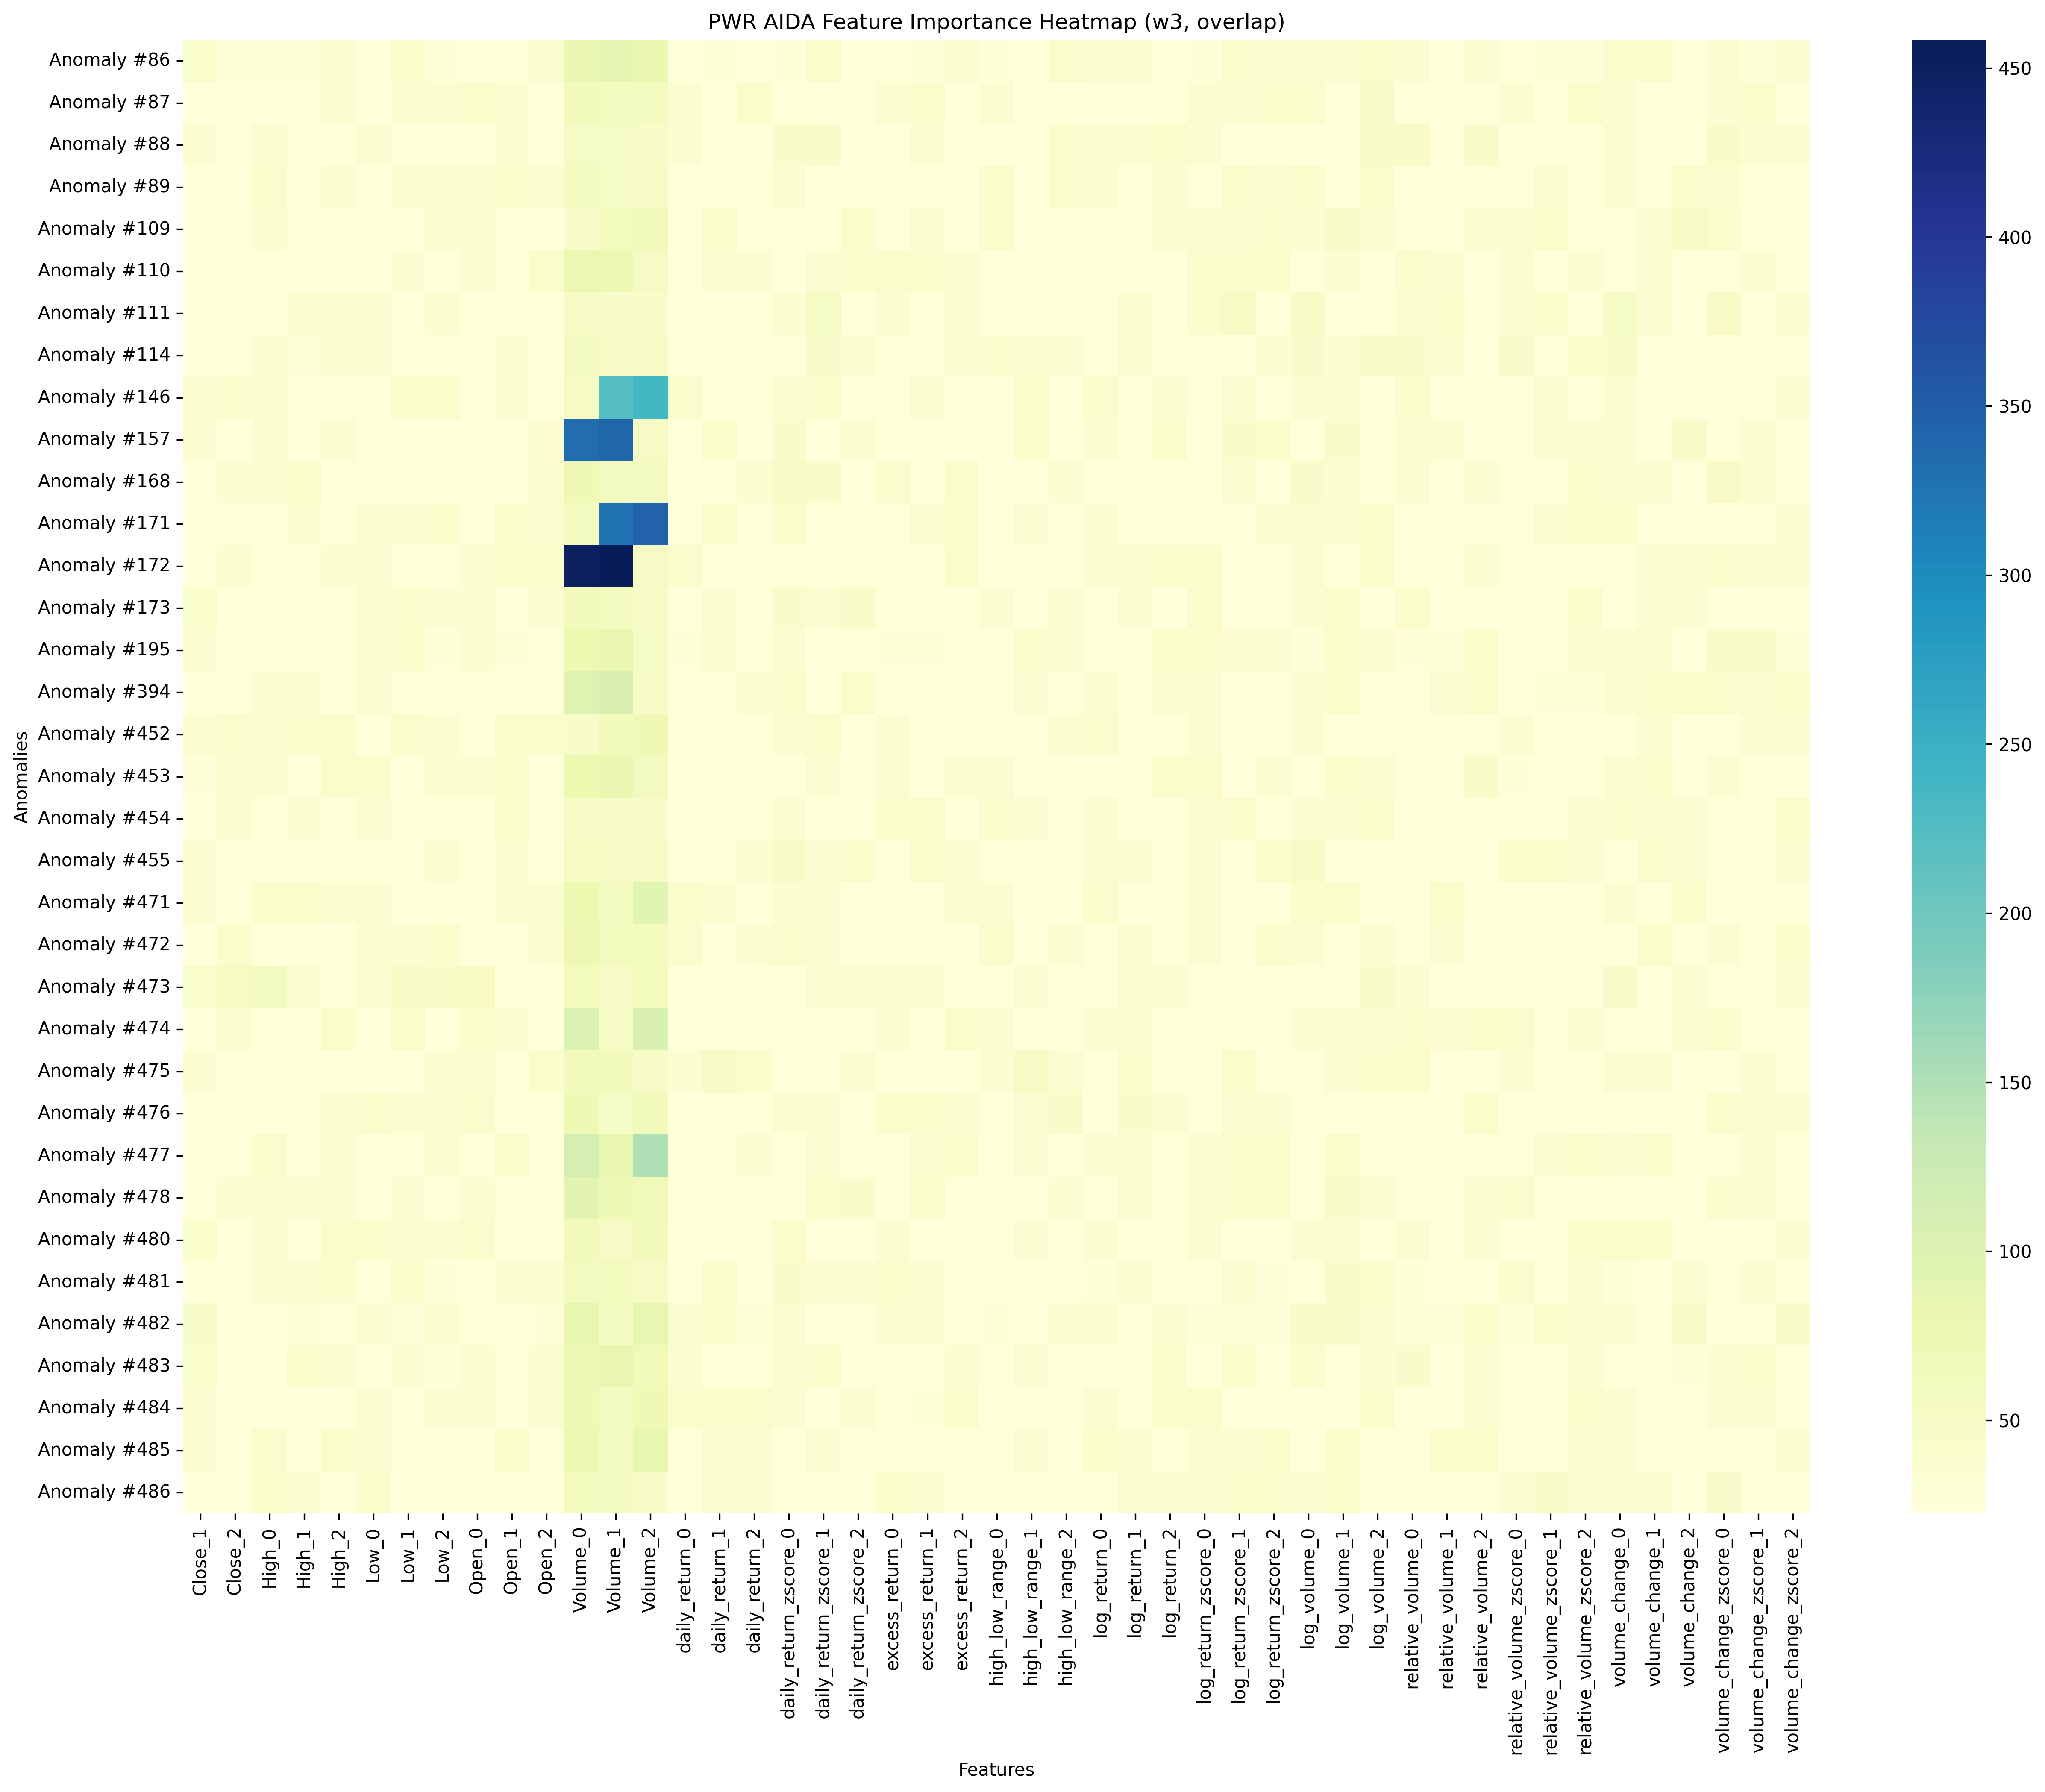 PWR AIDA Feature Importance Heatmap (w3, overlap)
Anomalies
Anomaly #86
Anomaly #87
Anomaly #88
Anomaly #89
Anomaly #109
Anomaly #110
Anomaly #111
Anomaly #114
Anomaly #146
Anomaly #157
Anomaly #168
Anomaly #171
Anomaly #172
Anomaly #173
Anomaly #195
Anomaly #394
Anomaly #452
Anomaly #453
Anomaly #454
Anomaly #455
Anomaly #471
Anomaly #472
Anomaly #473
Anomaly #474
Anomaly #475
Anomaly #476
Anomaly #477
Anomaly #478
Anomaly #480
Anomaly #481
Anomaly #482
Anomaly #483
Anomaly #484
Anomaly #485
Anomaly #486
Close_1
Close_2
High_0
High_1
High_2
Low_0
Low_1
Low_2
Open_0
Open_1
Open_2
Volume_0
Volume_1
Volume_2
daily_return_0
daily_return_1
daily_return_2
daily_return_zscore_0
daily_return_zscore_1
daily_return_zscore_2
excess_return_0
excess_return_1
excess_return_2
high_low_range_0
high_low_range_1
high_low_range_2
log_return_0
log_return_1
log_return_2
log_return_zscore_0
log_return_zscore_1
log_return_zscore_2
log_volume_0
log_volume_1
log_volume_2
relative_volume_0
relative_volume_1
relative_volume_2
relative_volume_zscore_0
relative_volume_zscore_1
relative_volume_zscore_2
volume_change_0
volume_change_1
volume_change_2
volume_change_zscore_0
volume_change_zscore_1
volume_change_zscore_2
Features
450
400
350
300
250
200
150
100
50